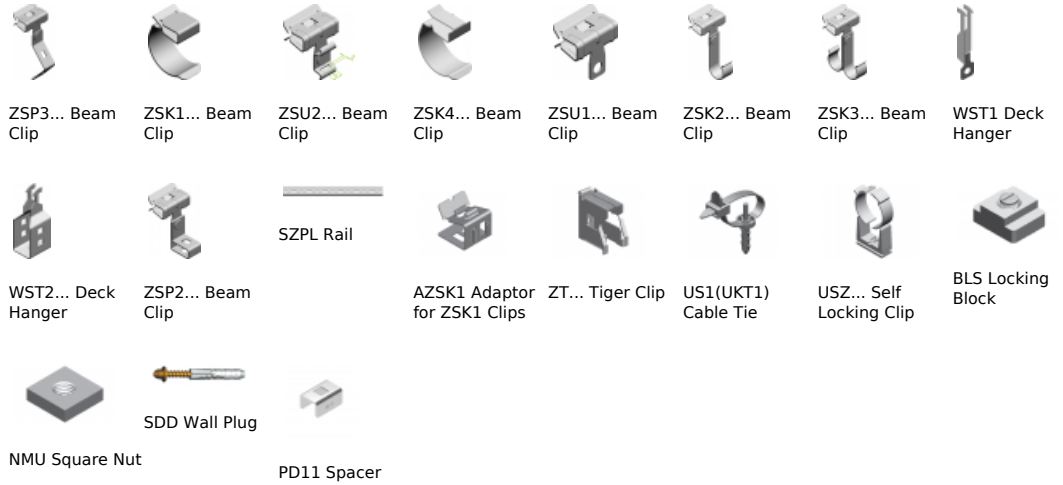 ZSP3... Beam
Clip
ZSK1... Beam
Clip
ZSU2... Beam
Clip
ZSK4... Beam
Clip
ZSU1... Beam
Clip
ZSK2... Beam
Clip
ZSK3... Beam
Clip
WST1 Deck
Hanger
WST2... Deck
Hanger
ZSP2... Beam
Clip
SZPL Rail
AZSK1 Adaptor
for ZSK1 Clips
ZT... Tiger Clip
US1(UKT1)
Cable Tie
USZ... Self
Locking Clip
BLS Locking
Block
NMU Square Nut
SDD Wall Plug
PD11 Spacer